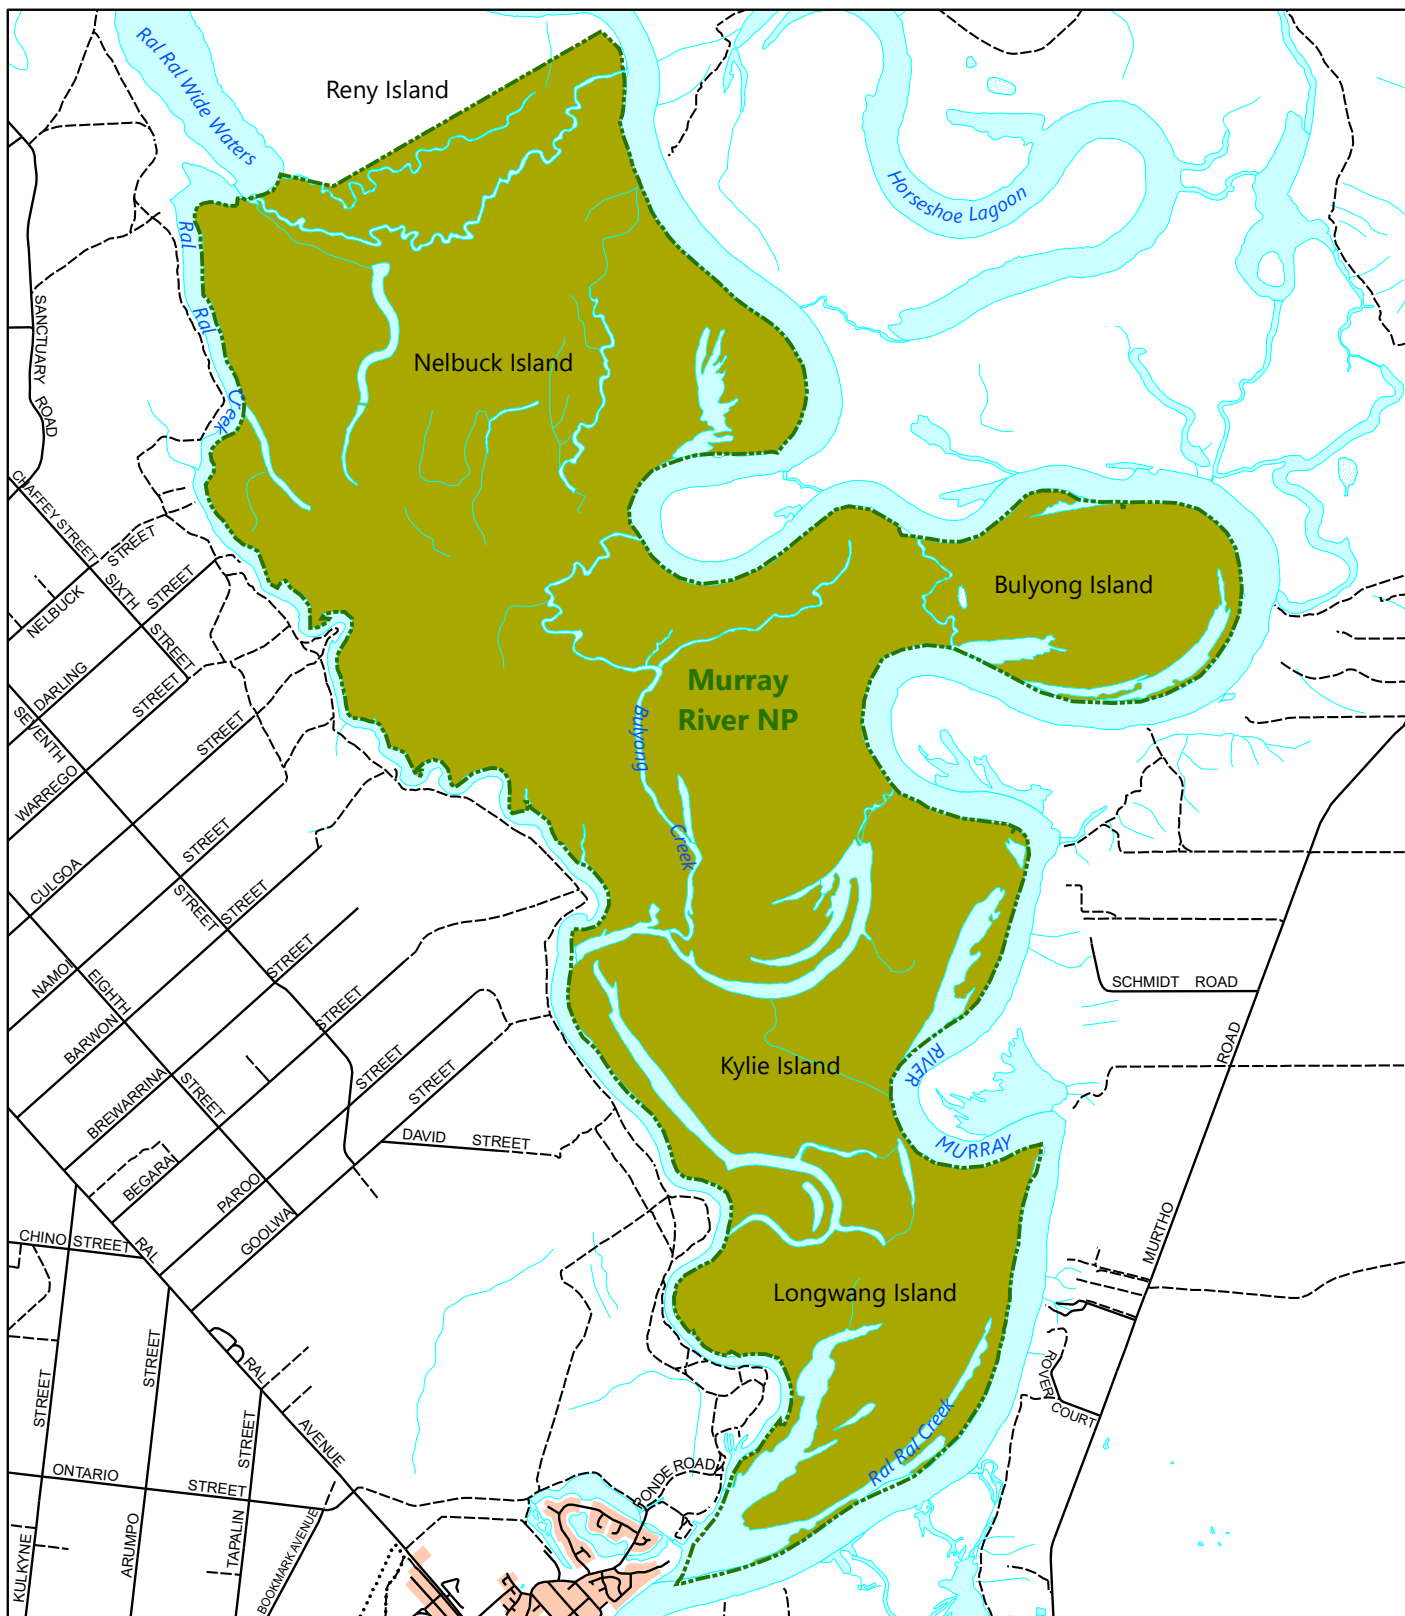 Ral Ral Wide Waters
Reny Island
Horseshoe Lagoon
Ral
Ral
Creek
SANCTUARY ROAD
Nelbuck Island
CHAFFEY STREET
SIXTH
STREET
NELBUCK
STREET
DARLING
STREET
SEVENTH
STREET
WARREGO
STREET
CULGOA
STREET
NAMOI
STREET
EIGHTH
STREET
BARWON
STREET
BREWARRINA
STREET
BEGARA
STREET
PAROO
STREET
GOOLWA
STREET
DAVID STREET
Bulyong Island
Murray
River NP
Bulyong
Creek
SCHMIDT ROAD
Kylie Island
RIVER
MURRAY
MURTHO
ROAD
CHINO STREET
RAL
RAL
AVENUE
Longwang Island
ROVER
COURT
Ral Ral Creek
STREET
STREET
STREET
ONTARIO
STREET
PONDE ROAD
KULKYNE
ARUMPO
TAPALIN
BOOKMARK AVENUE